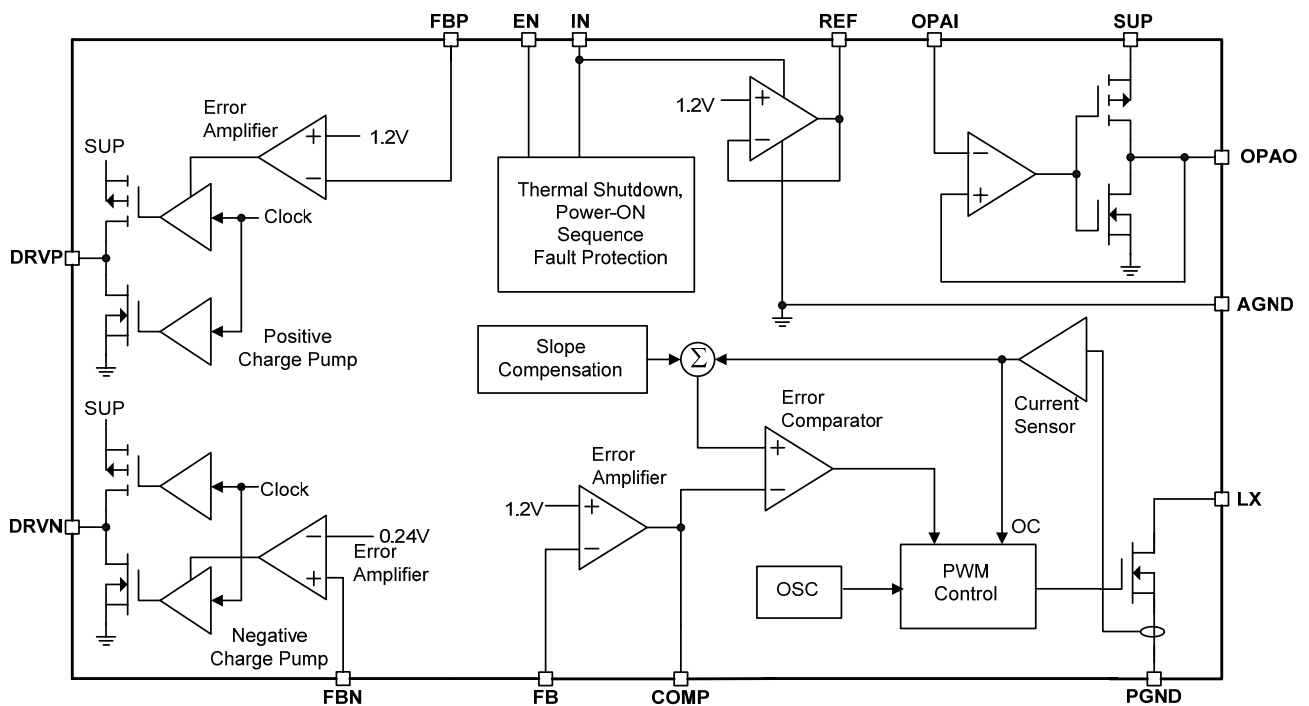 FBP EN IN REF OPAI SUP
Error
Amplifier
+ 1.2V
−
SUP
Clock
DRVP
Positive
Charge Pump
Thermal Shutdown,
Power-ON
Sequence
Fault Protection
1.2V +
−
−
+
OPAO
AGND
Slope
Compensation
Σ
Current
Sensor
Error
Comparator
+
−
SUP
Clock
DRVN
− 0.24V
Error
Amplifier
+
Negative
Charge Pump
Error
Amplifier
1.2V +
−
OC
LX
OSC
PWM
Control
FBN FB COMP PGND